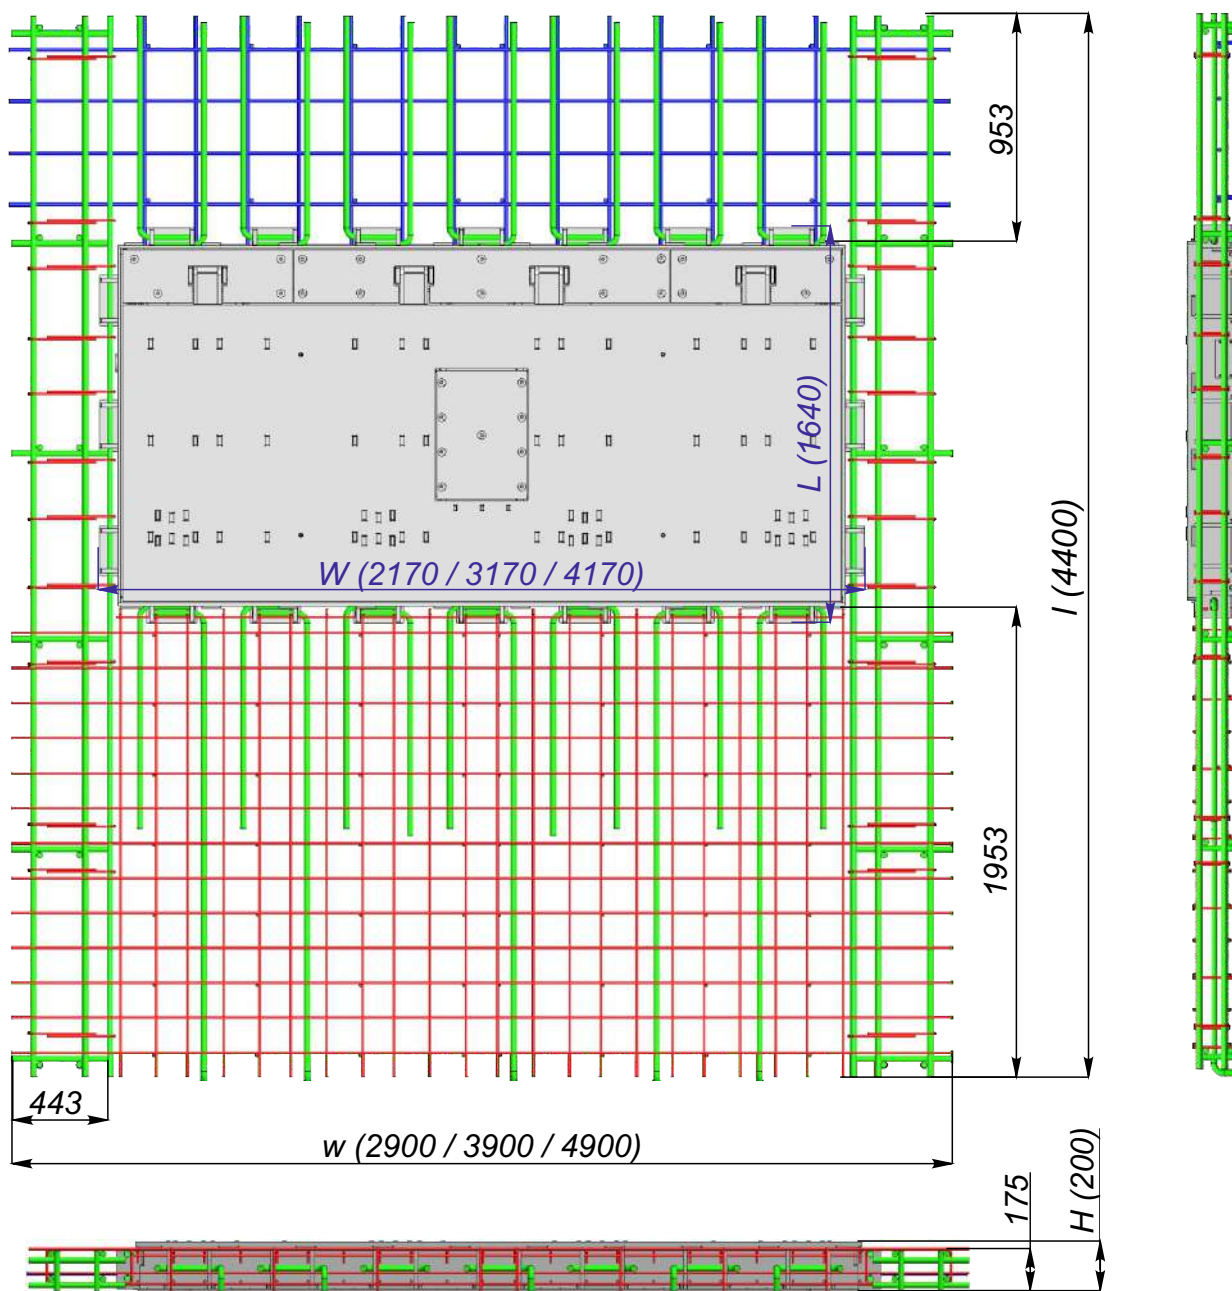 953
L (1640)
l (4400)
W (2170 / 3170 / 4170)
1953
443
w (2900 / 3900 / 4900)
175
H (200)